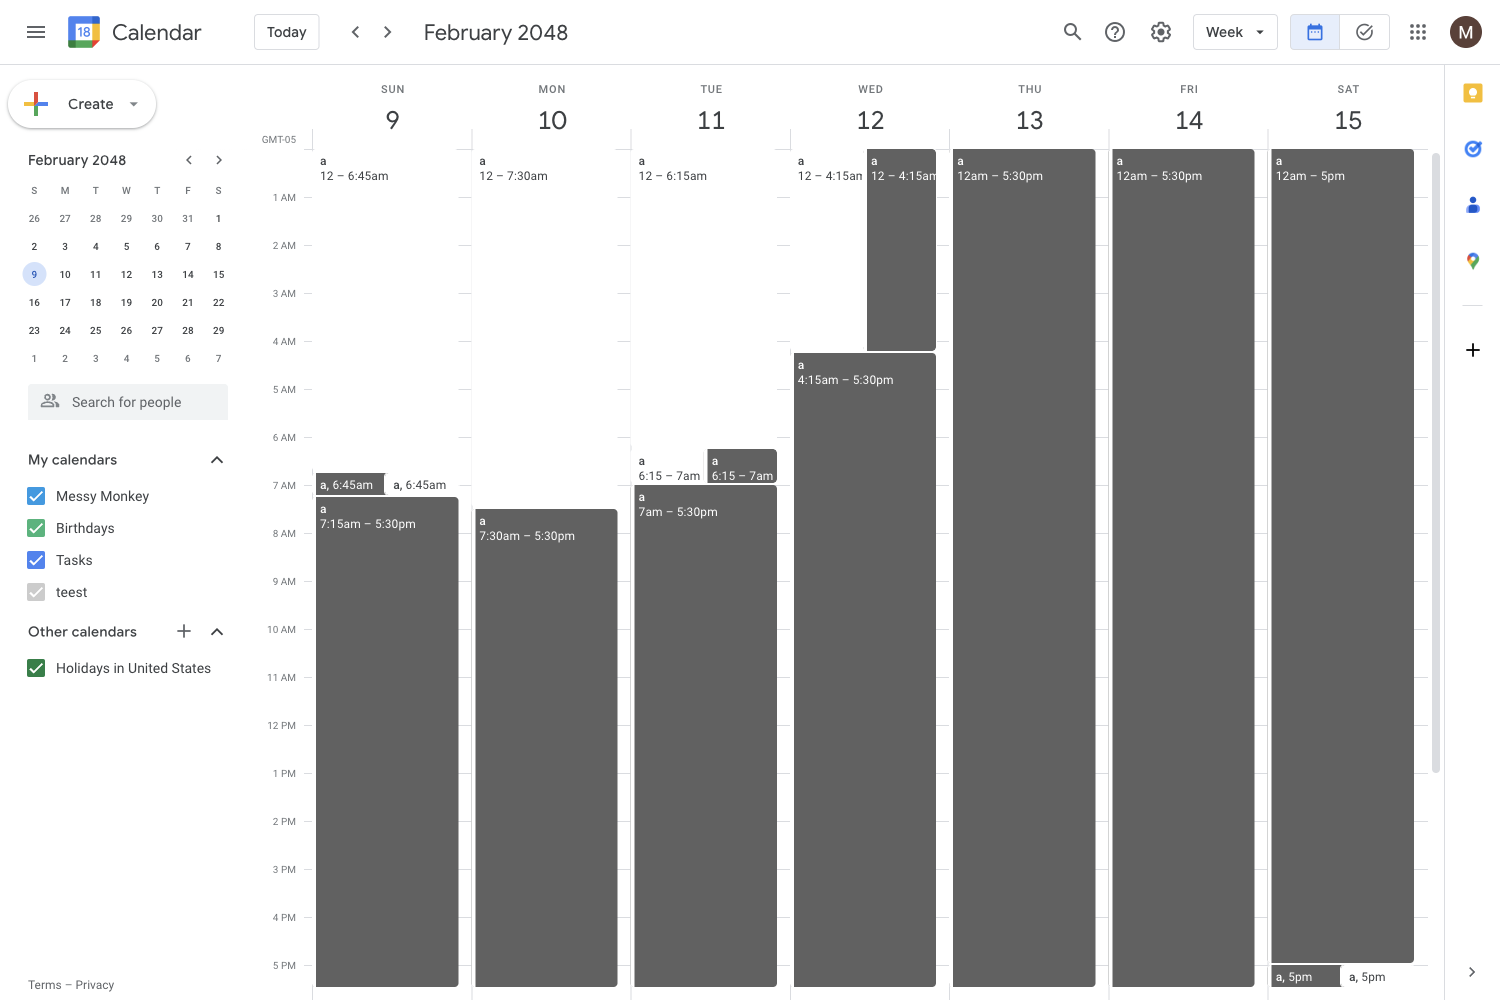 18
Calendar
Today
February 2048
Week
M
Create
February 2048
S M T W T F S
26 27 28 29 30 31 1
2 3 4 5 6 7 8
9 10 11 12 13 14 15
16 17 18 19 20 21 22
23 24 25 26 27 28 29
1 2 3 4 5 6 7
Search for people
My calendars
Messy Monkey
Birthdays
Tasks
teest
Other calendars
Holidays in United States
Terms – Privacy
GMT-05
SUN MON TUE WED THU FRI SAT
9 10 11 12 13 14 15
1 AM
2 AM
3 AM
4 AM
5 AM
6 AM
7 AM
8 AM
9 AM
10 AM
11 AM
12 PM
1 PM
2 PM
3 PM
4 PM
5 PM
a
12 – 6:45am
a, 6:45am
a, 6:45am
a
7:15am – 5:30pm
a
12 – 7:30am
a
7:30am – 5:30pm
a
12 – 6:15am
a
6:15 – 7am
a
6:15 – 7am
a
7am – 5:30pm
a
12 – 4:15am
a
12 – 4:15am
a
4:15am – 5:30pm
a
12am – 5:30pm
a
12am – 5:30pm
a
12am – 5pm
a, 5pm
a, 5pm